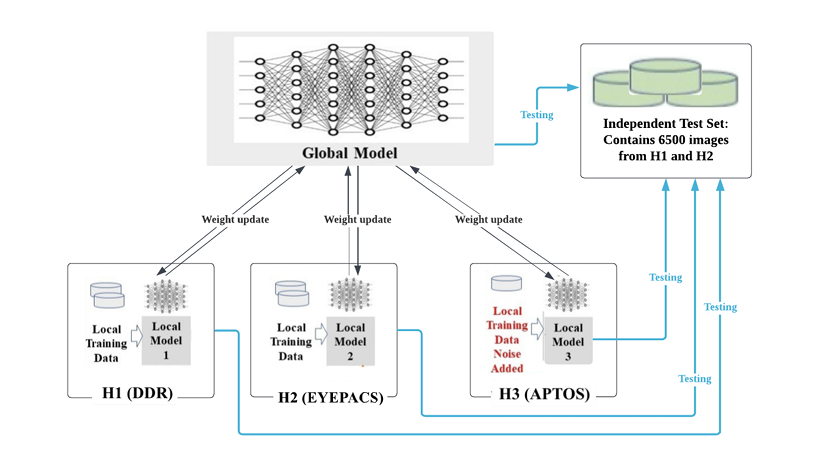 Global Model
Testing
Independent Test Set:
Contains 6500 images
from H1 and H2
Weight update
Weight update
Weight update
Local
Training
Data
Local
Model
1
H1 (DDR)
Local
Training
Data
Local
Model
2
H2 (EYEPACS)
Local
Training
Data
Noise
Added
Local
Model
3
H3 (APTOS)
Testing
Testing
Testing